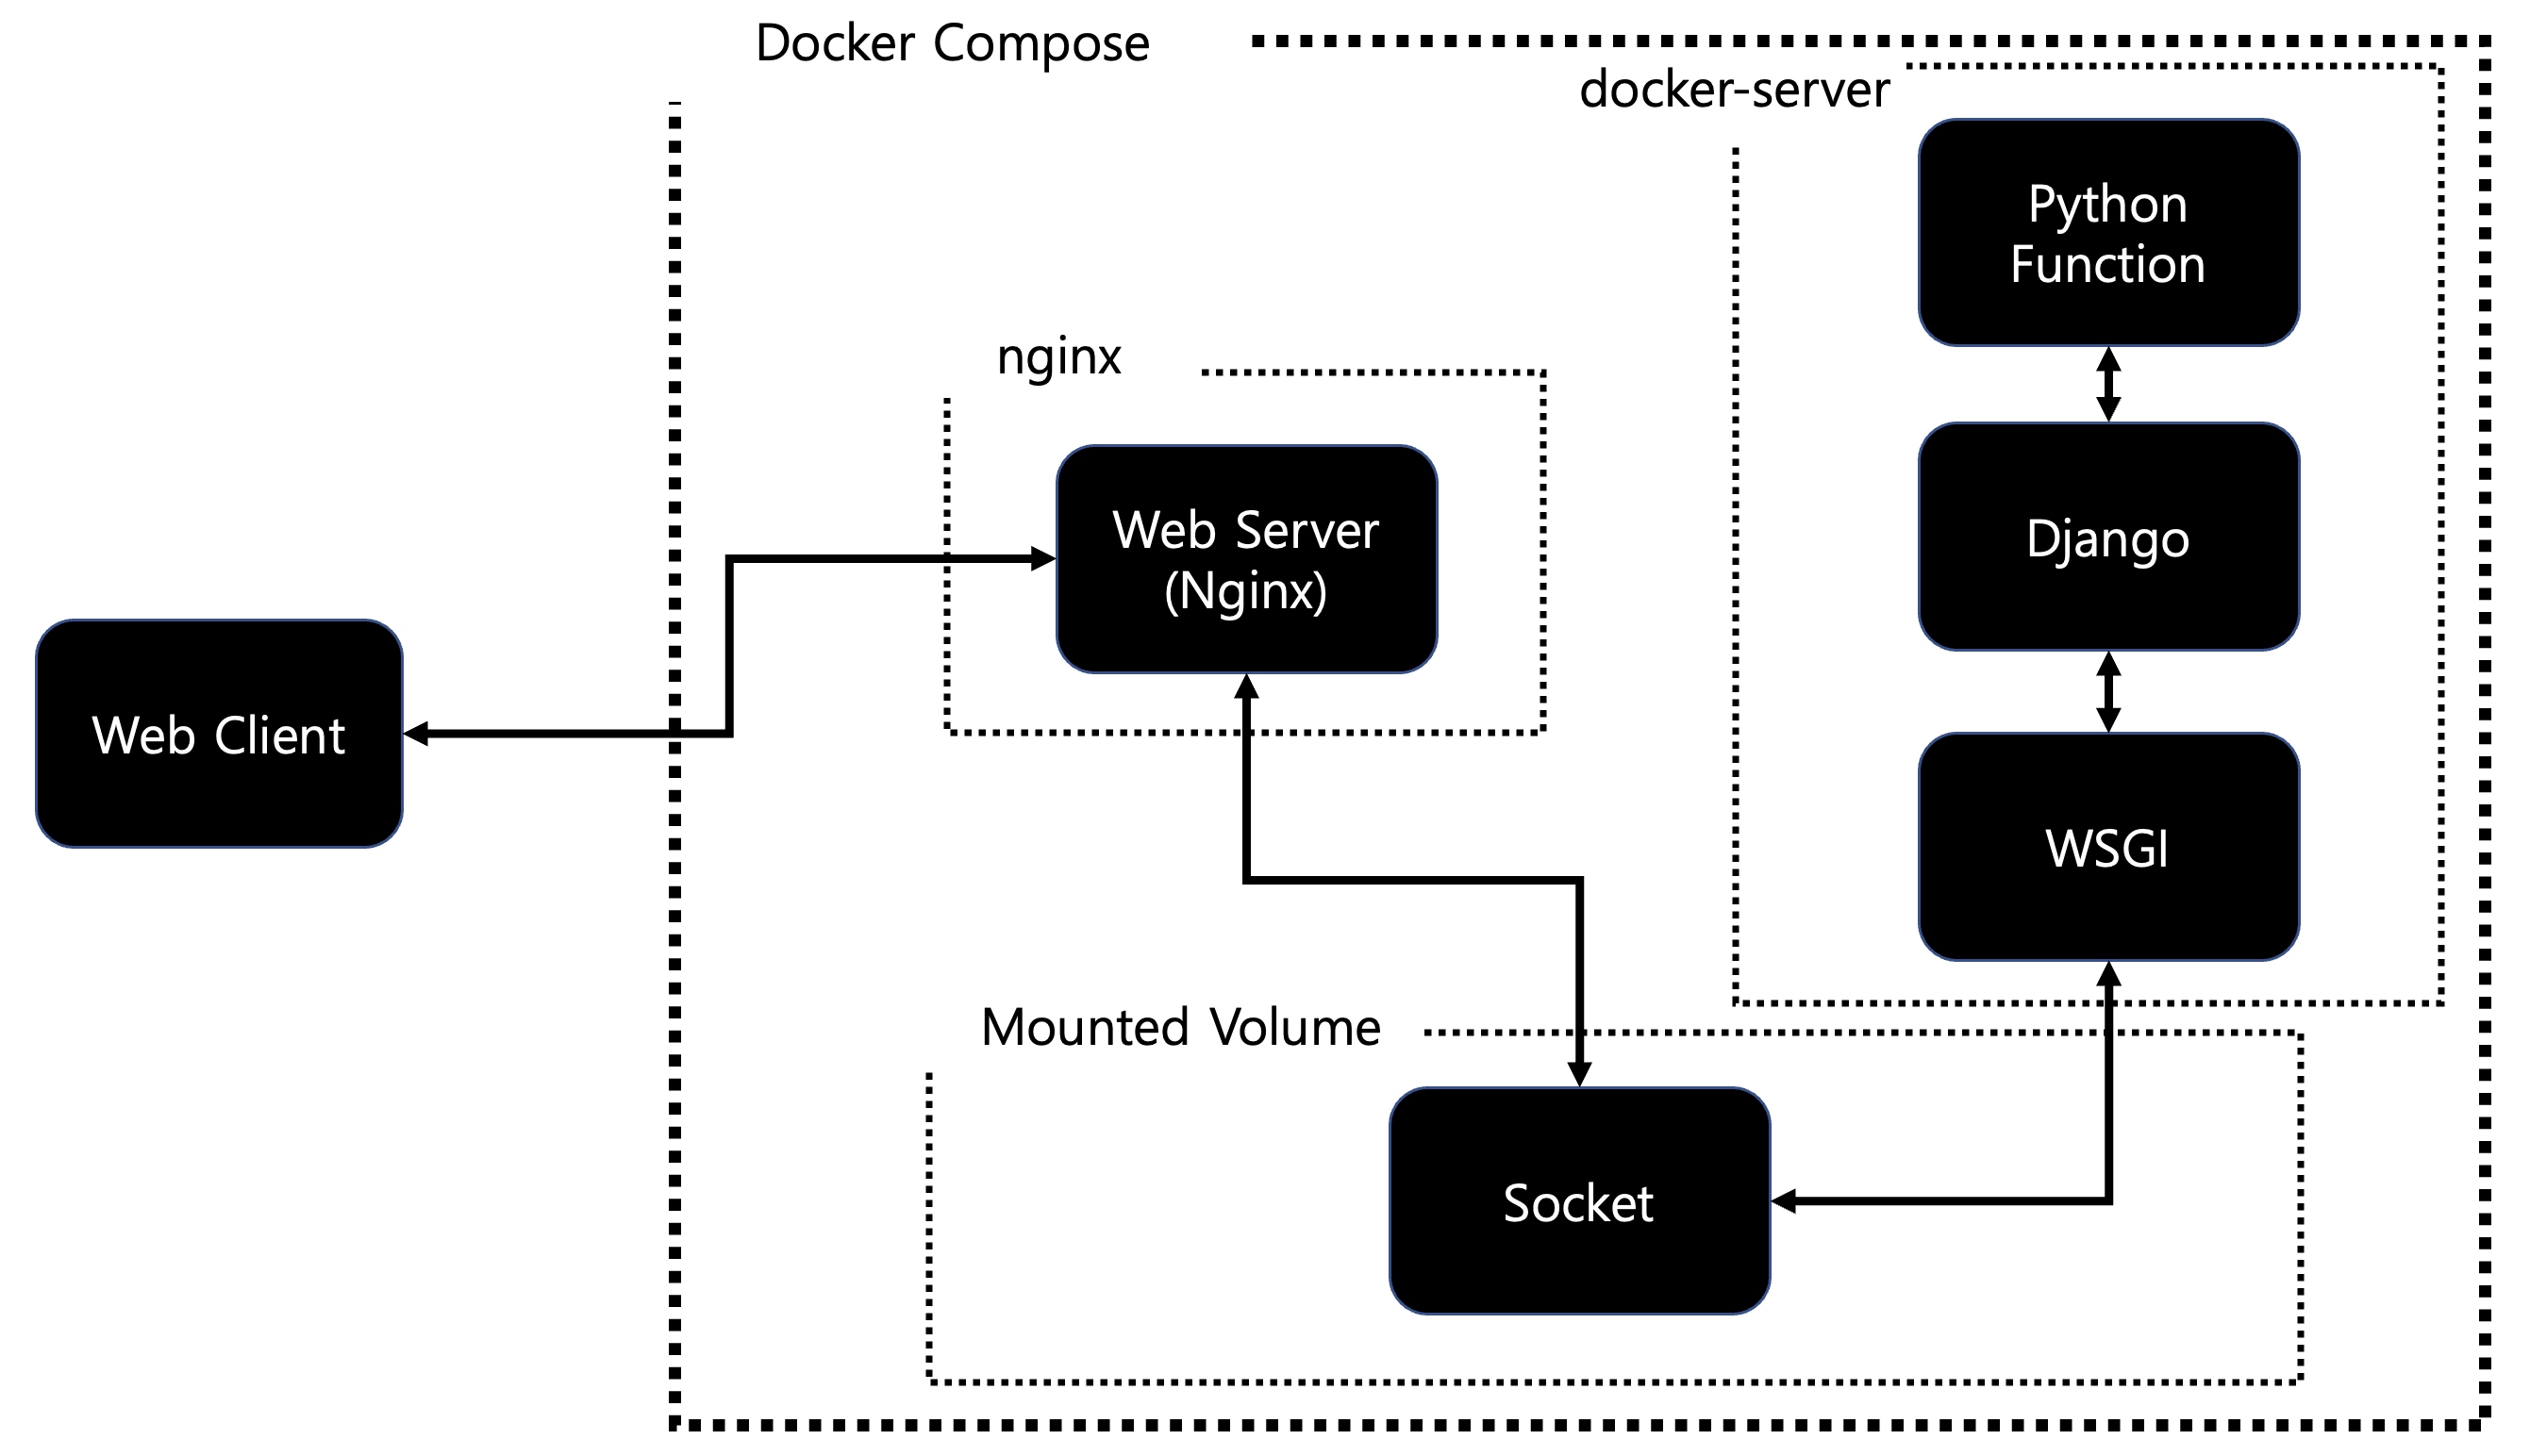 Docker Compose
docker-server
Python
Function
nginx
Web Server
(Nginx)
Django
Web Client
WSGI
Mounted Volume
Socket